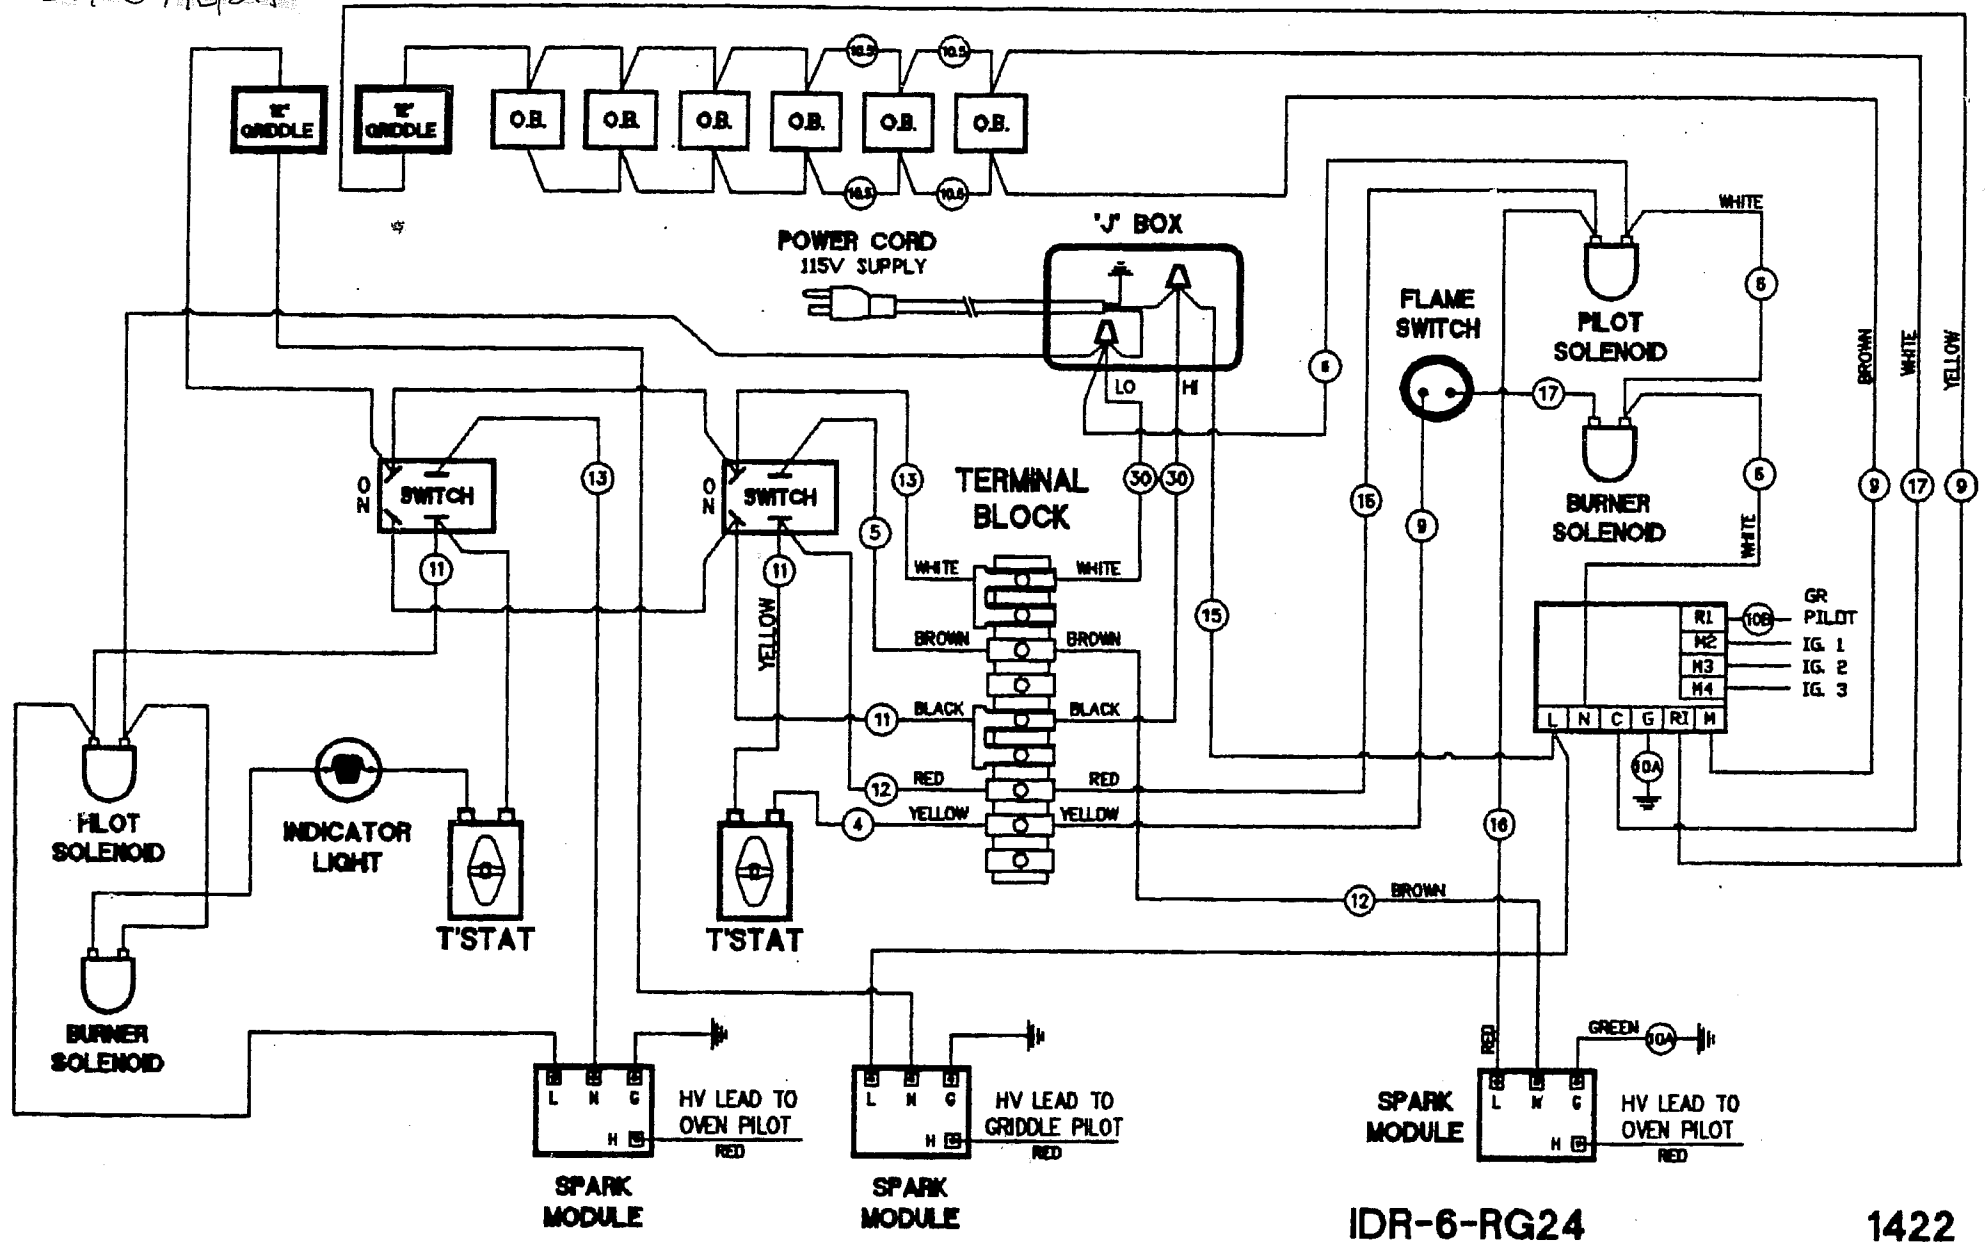 12"
GRIDDLE
12"
GRIDDLE
O.B.
O.B.
O.B.
O.B.
O.B.
O.B.
10.5
10.5
10.5
10.5
"J" BOX
POWER CORD
115V SUPPLY
LO
HI
FLAME
SWITCH
PILOT
SOLENOID
WHITE
6
6
BROWN
WHITE
YELLOW
17
BURNER
SOLENOID
6
WHITE
9
17
9
ON
SWITCH
13
ON
SWITCH
13
5
TERMINAL
BLOCK
30
30
15
9
11
11
YELLOW
WHITE
WHITE
15
BROWN
BROWN
11
BLACK
BLACK
12
RED
RED
4
YELLOW
YELLOW
R1
10B
GR
PILOT
M2
IG. 1
M3
IG. 2
M4
IG. 3
L
N
C
G
RI
M
10A
PILOT
SOLENOID
INDICATOR
LIGHT
T'STAT
T'STAT
16
12
BROWN
BURNER
SOLENOID
RED
GREEN
10A
L
N
G
H
HV LEAD TO
OVEN PILOT
RED
SPARK
MODULE
L
N
G
H
HV LEAD TO
GRIDDLE PILOT
RED
SPARK
MODULE
SPARK
MODULE
L
N
G
H
HV LEAD TO
OVEN PILOT
RED
IDR-6-RG24
1422